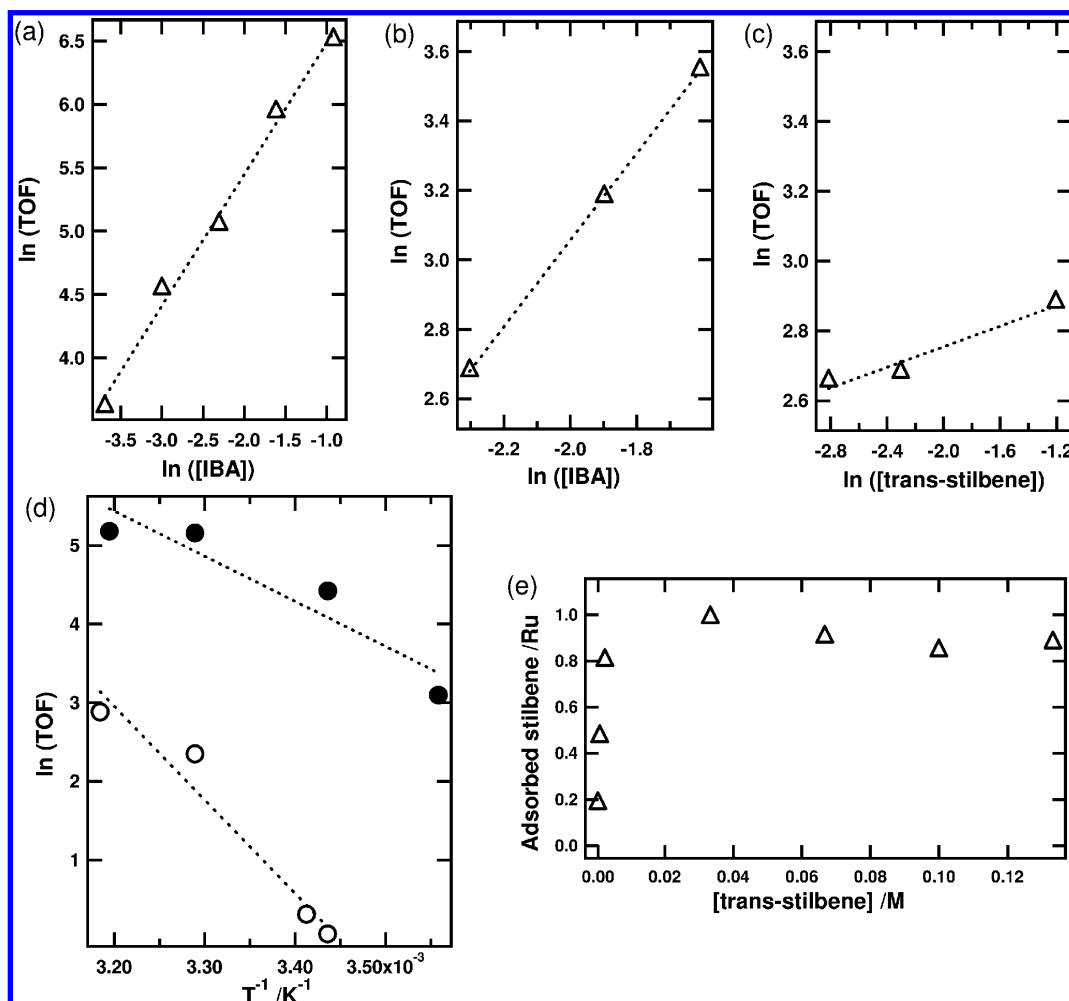 (a)
6.5
6.0
5.5
5.0
4.5
4.0
ln (TOF)
-3.5 -3.0 -2.5 -2.0 -1.5 -1.0
ln ([IBA])
(b)
3.6
3.4
3.2
3.0
2.8
2.6
ln (TOF)
-2.2 -2.0 -1.8
ln ([IBA])
(c)
3.6
3.4
3.2
3.0
2.8
2.6
ln (TOF)
-2.8 -2.4 -2.0 -1.6 -1.2
ln ([trans-stilbene])
(d)
5
4
3
2
1
ln (TOF)
3.20 3.30 3.40 3.50x10⁻³
T⁻¹ /K⁻¹
(e)
1.0
0.8
0.6
0.4
0.2
0.0
Adsorbed stilbene /Ru
0.00 0.02 0.04 0.06 0.08 0.10 0.12
[trans-stilbene] /M